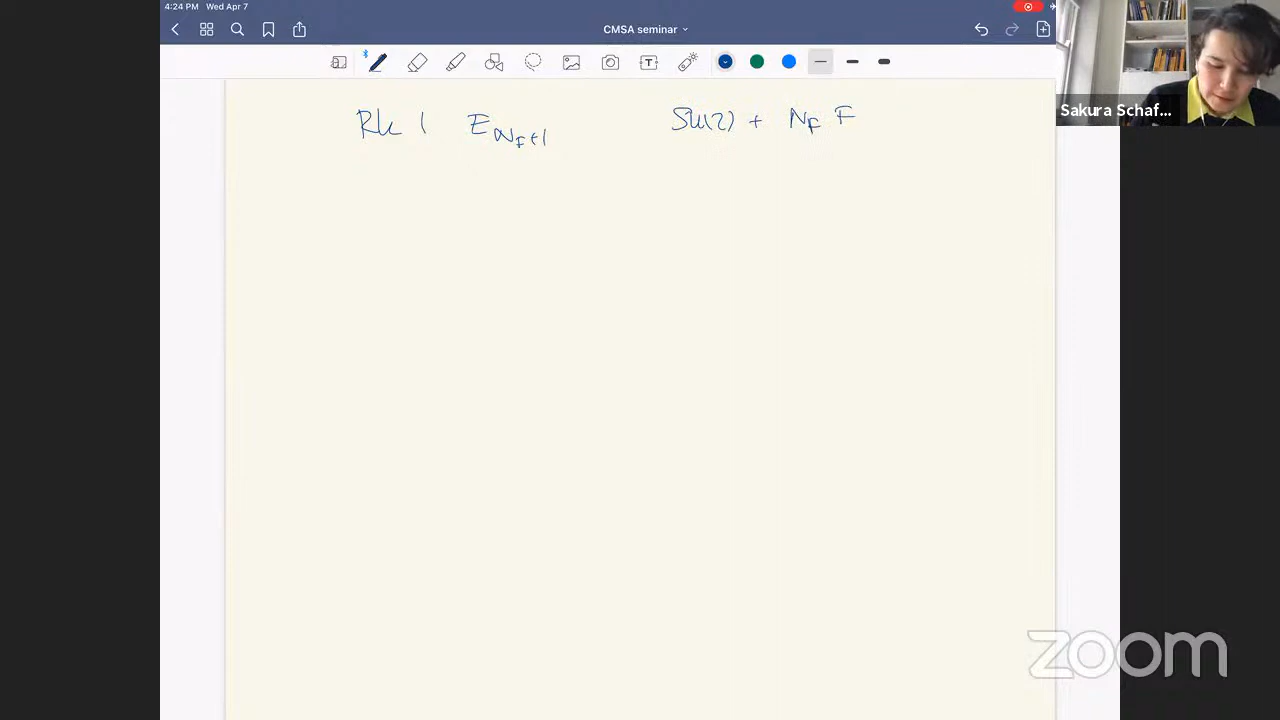 4:24 PM Wed Apr 7
CMSA seminar
Rk 1 E_{N_F+1} SU(2) + N_F F
Sakura Schaf...
zoom